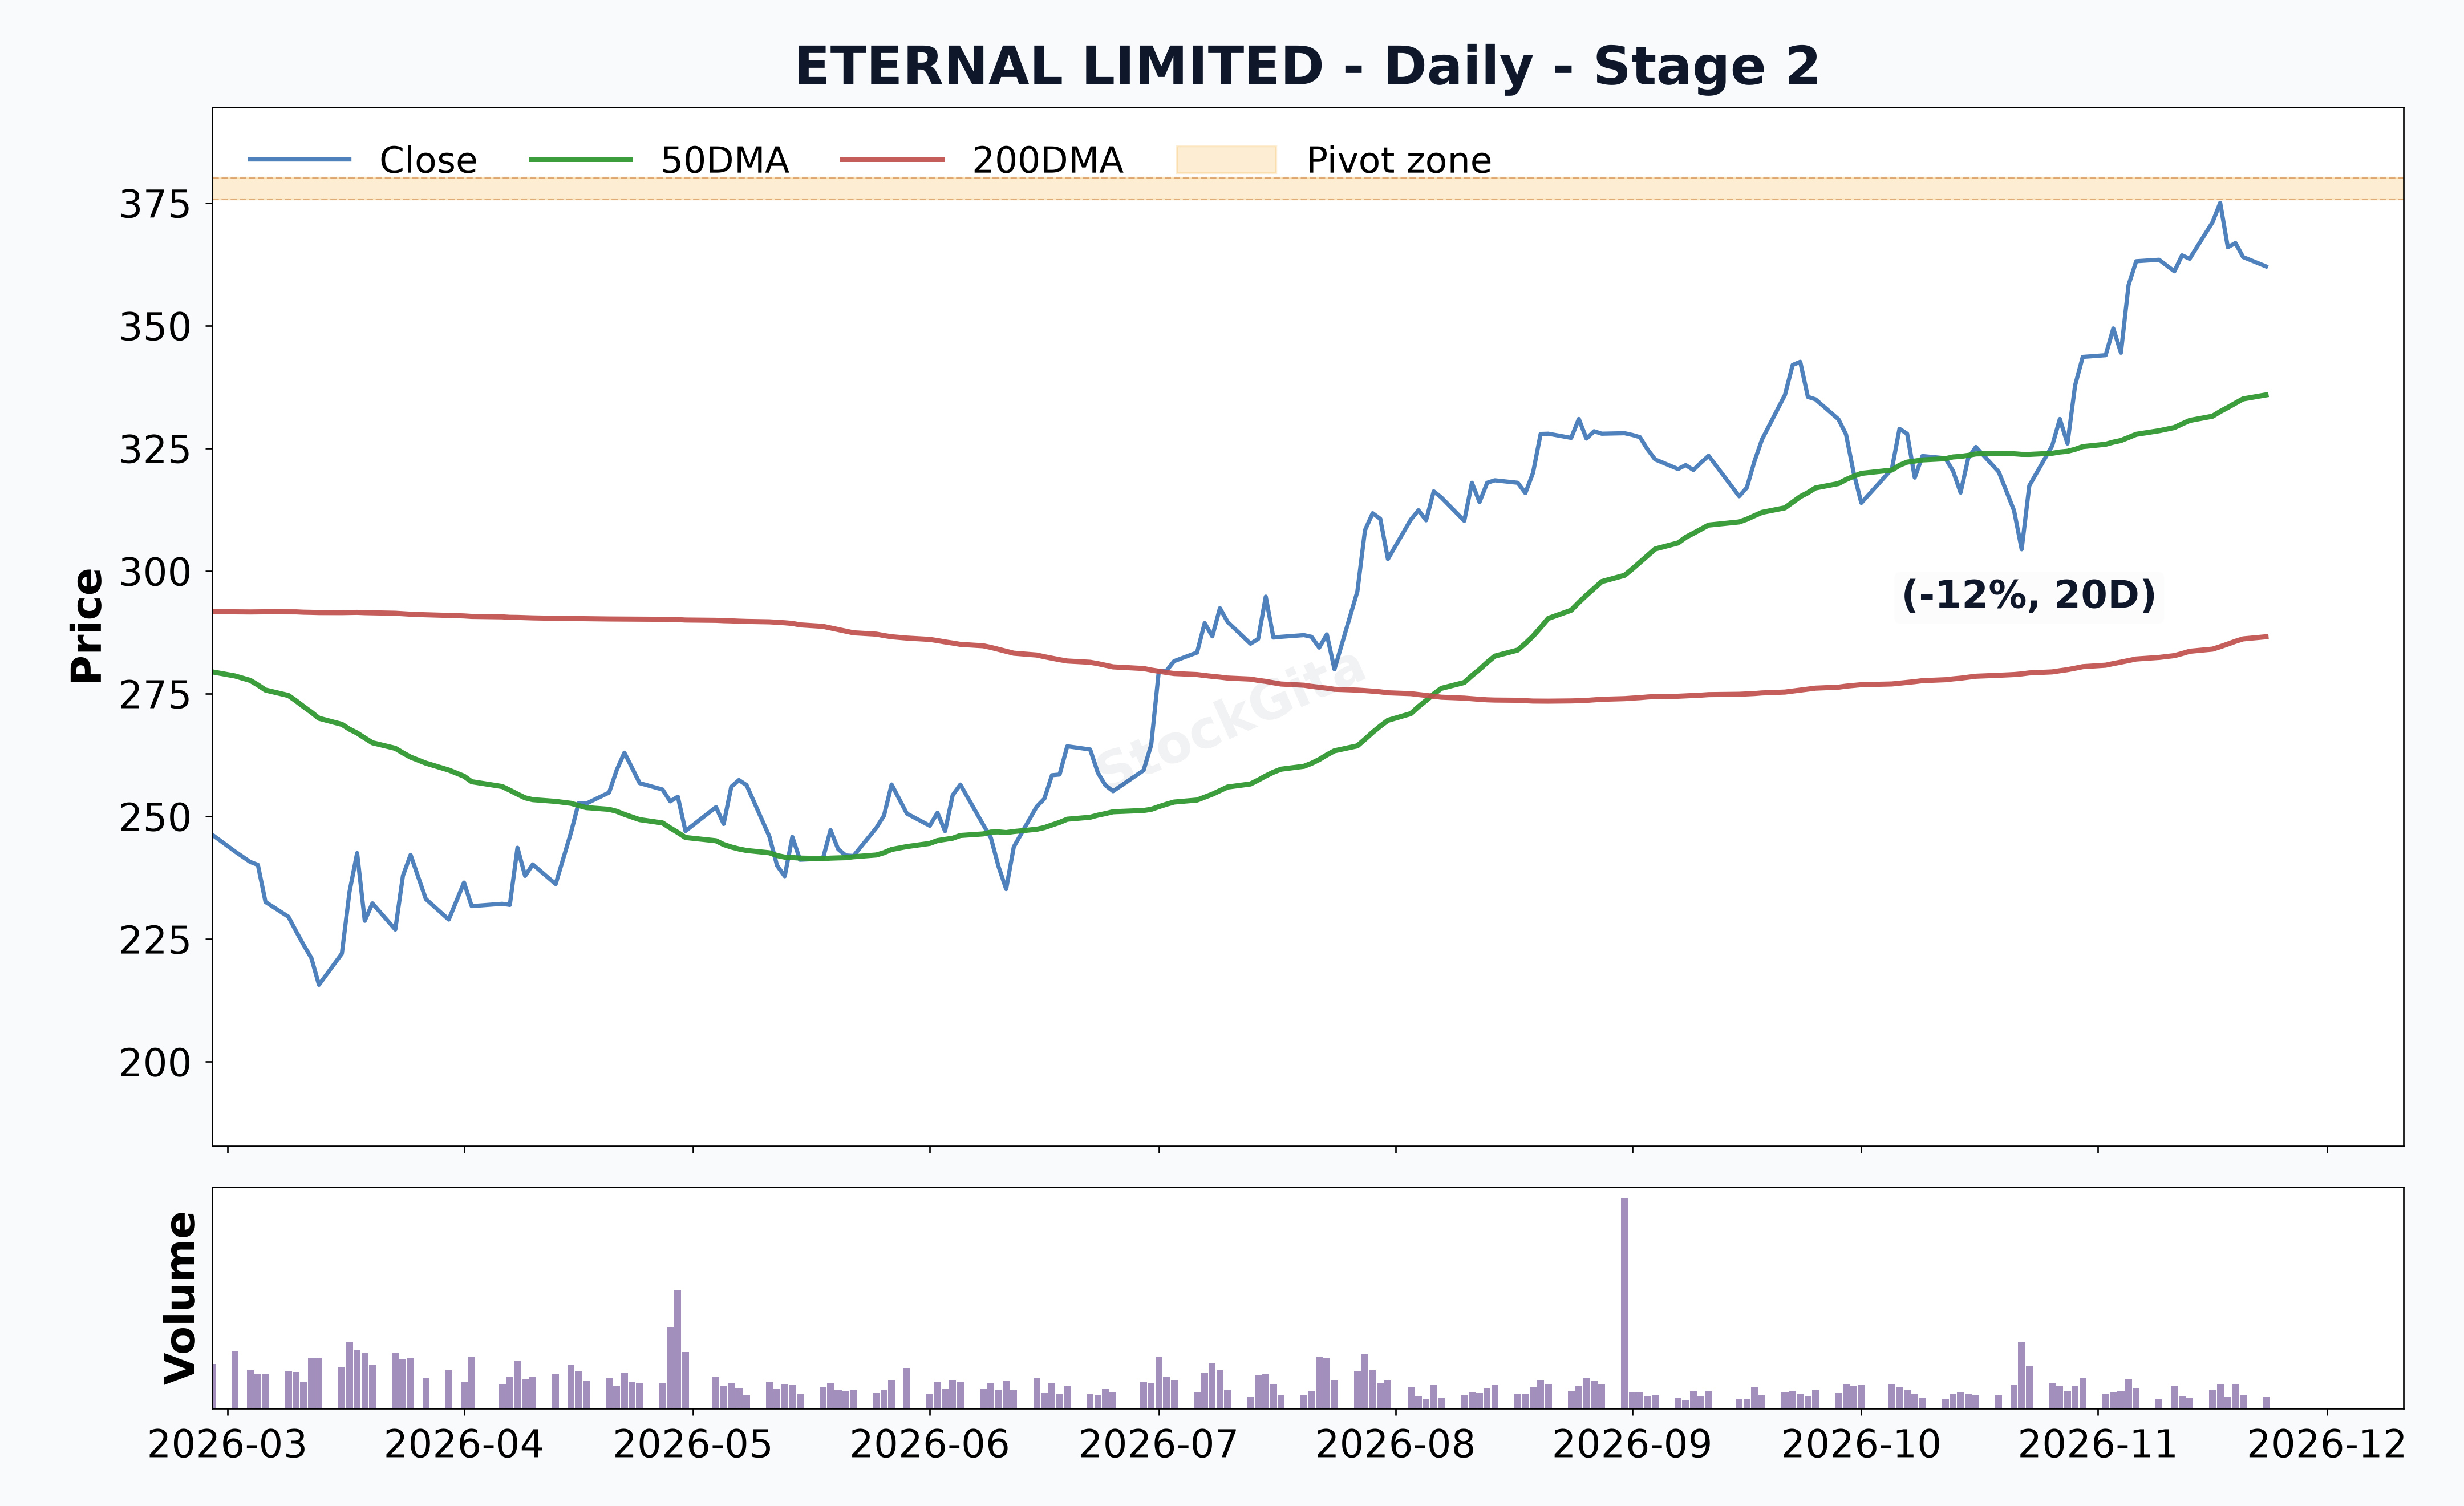 ETERNAL LIMITED - Daily - Stage 2
Close 50DMA 200DMA Pivot zone
375
350
325
300
275
250
225
200
Price
(-12%, 20D)
StockGita
Volume
2026-03 2026-04 2026-05 2026-06 2026-07 2026-08 2026-09 2026-10 2026-11 2026-12